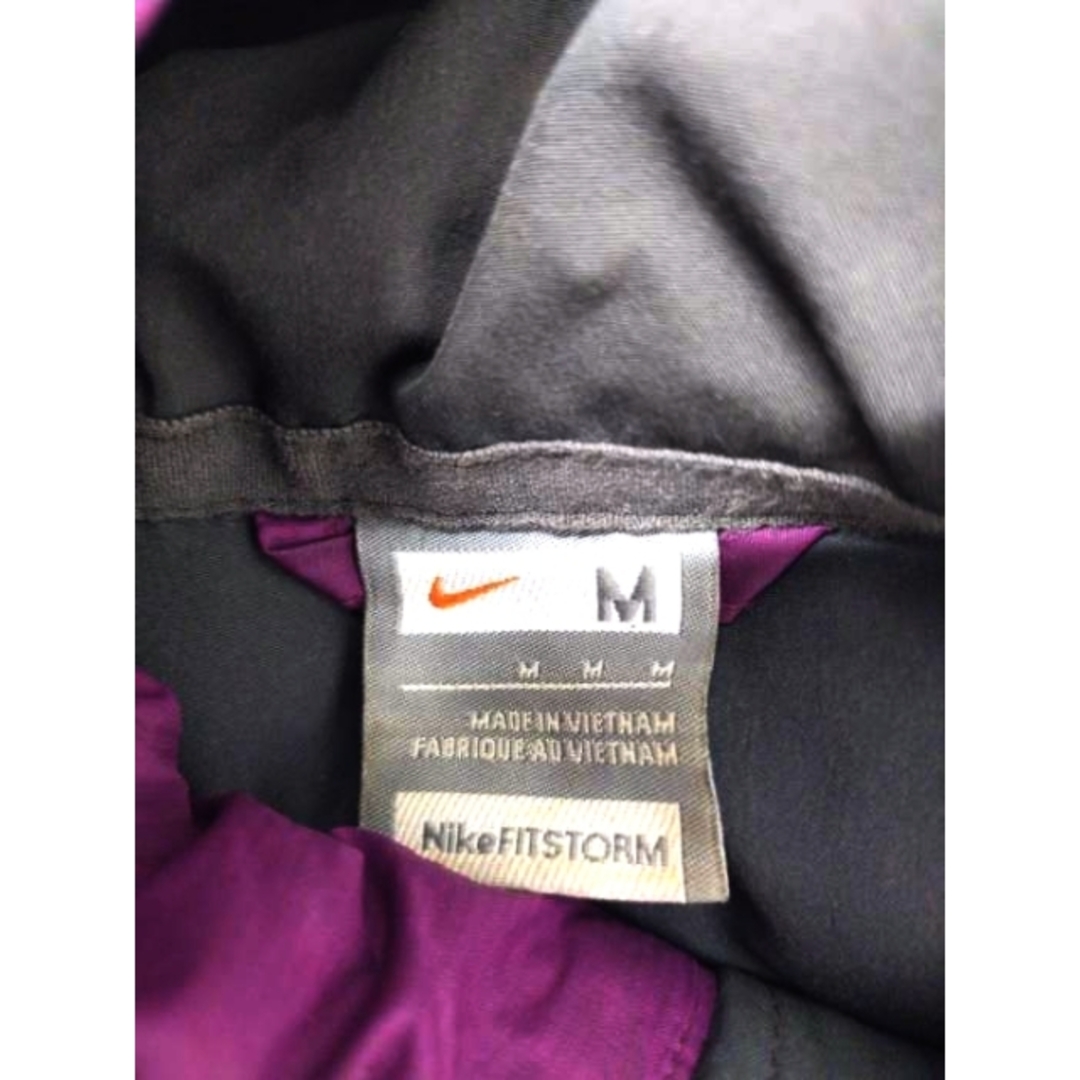 M
M M M
MADE IN VIETNAM
FABRIQUE AU VIETNAM
NikeFITSTORM